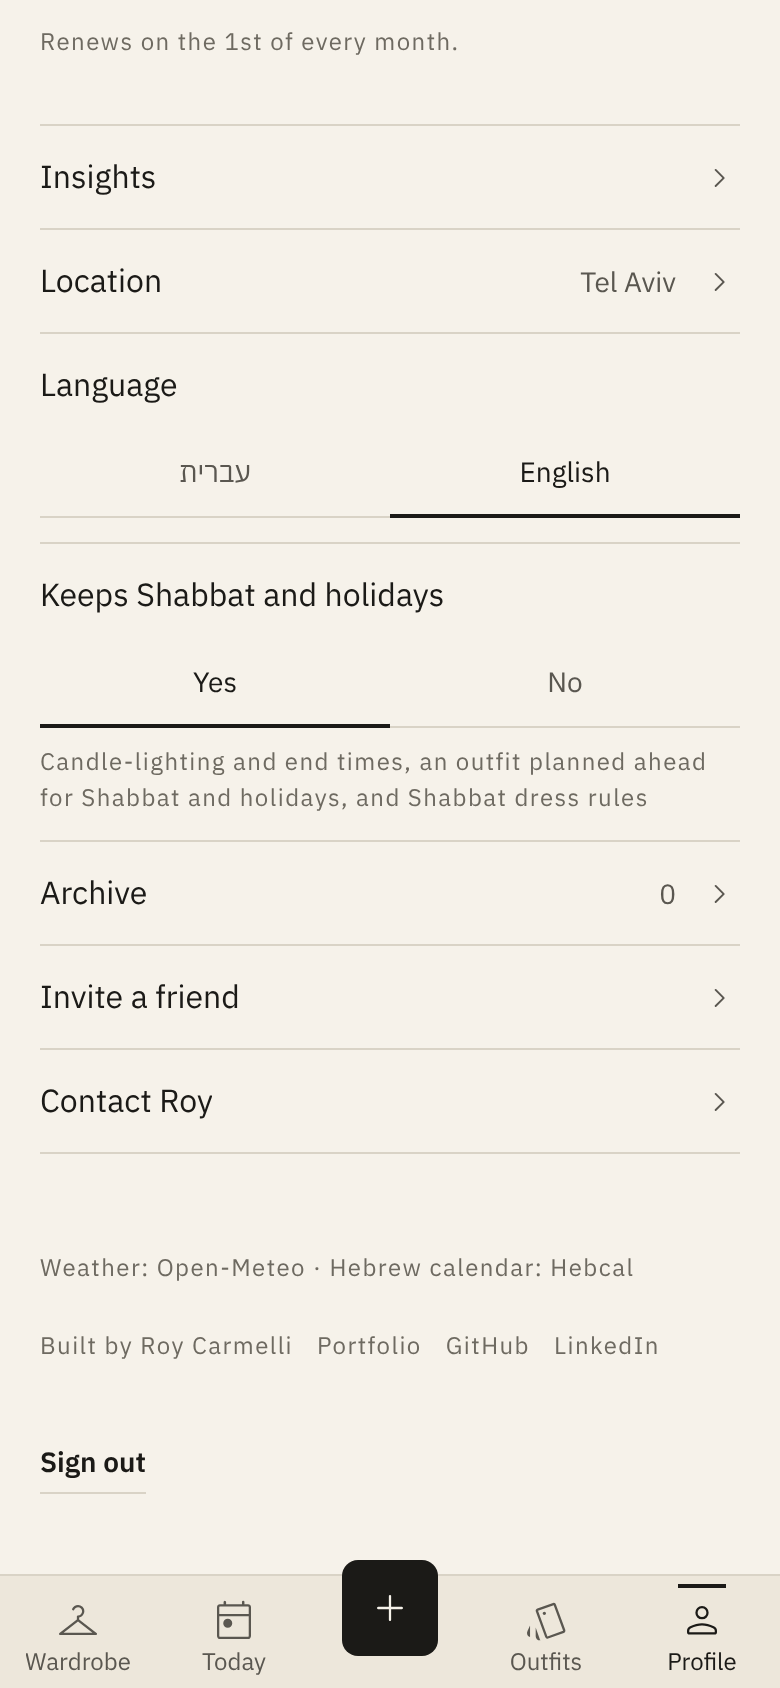 Renews on the 1st of every month.
Insights
Location Tel Aviv
Language
עברית English
Keeps Shabbat and holidays
Yes No
Candle-lighting and end times, an outfit planned ahead
for Shabbat and holidays, and Shabbat dress rules
Archive 0
Invite a friend
Contact Roy
Weather: Open-Meteo · Hebrew calendar: Hebcal
Built by Roy Carmelli Portfolio GitHub LinkedIn
Sign out
Wardrobe Today Outfits Profile